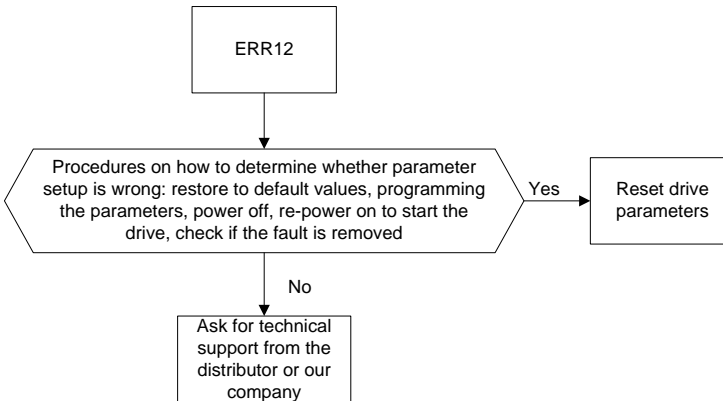 ERR12
Procedures on how to determine whether parameter
setup is wrong: restore to default values, programming
the parameters, power off, re-power on to start the
drive, check if the fault is removed
Yes
Reset drive
parameters
No
Ask for technical
support from the
distributor or our
company